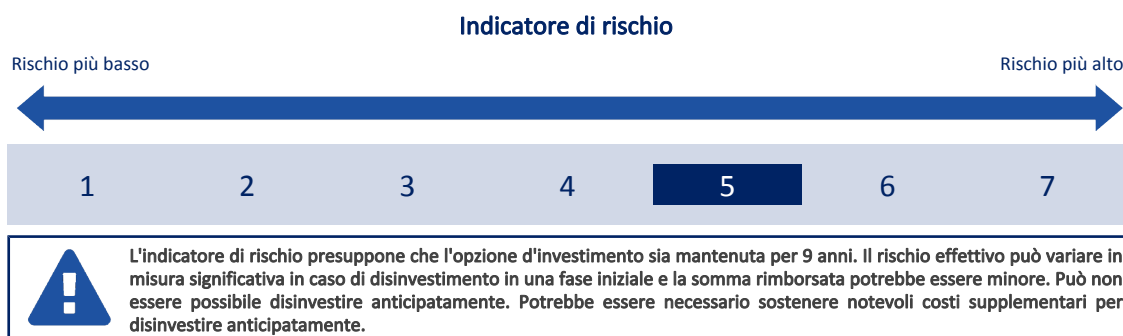 Indicatore di rischio
Rischio più basso Rischio più alto
1 2 3 4 5 6 7
L'indicatore di rischio presuppone che l'opzione d'investimento sia mantenuta per 9 anni. Il rischio effettivo può variare in
misura significativa in caso di disinvestimento in una fase iniziale e la somma rimborsata potrebbe essere minore. Può non
essere possibile disinvestire anticipatamente. Potrebbe essere necessario sostenere notevoli costi supplementari per
disinvestire anticipatamente.